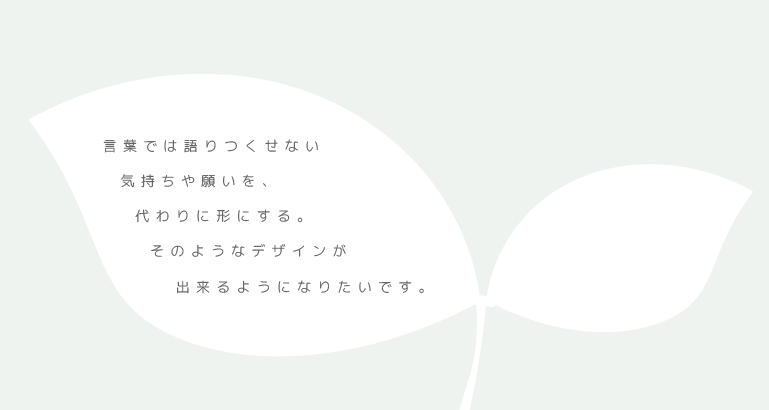 言葉では語りつくせない
気持ちや願いを、
代わりに形にする。
そのようなデザインが
出来るようになりたいです。